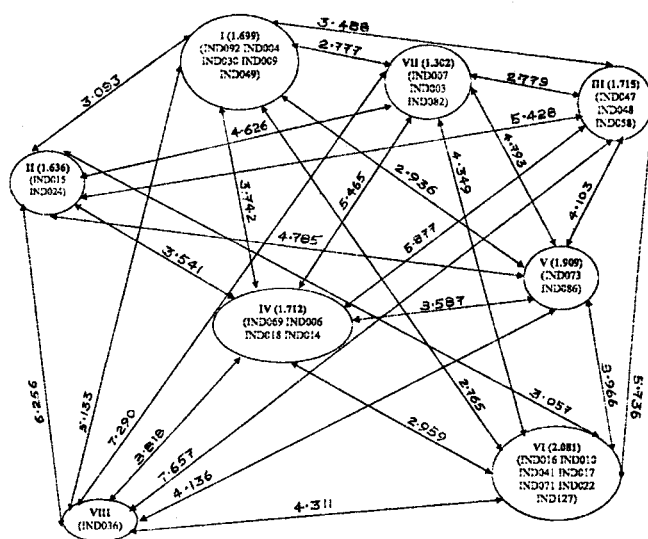 3.488
I (1.699)
(IND092 IND004
IND030 IND009
IND049)
2.777
VII (1.302)
(IND007
IND003
IND082)
2.779
III (1.715)
(IND047
IND048
IND058)
3.093
4.626
5.428
4.793
4.349
II (1.636)
(IND015
IND024)
3.742
5.465
2.936
4.103
4.785
5.877
3.541
V (1.909)
(IND073
IND086)
IV (1.712)
(IND069 IND006
IND018 IND014)
3.587
6.256
5.133
7.290
3.818
2.765
3.057
3.966
5.736
2.959
7.657
4.136
VI (2.081)
(IND016 IND010
IND041 IND017
IND071 IND022
IND127)
VIII
(IND036)
4.311